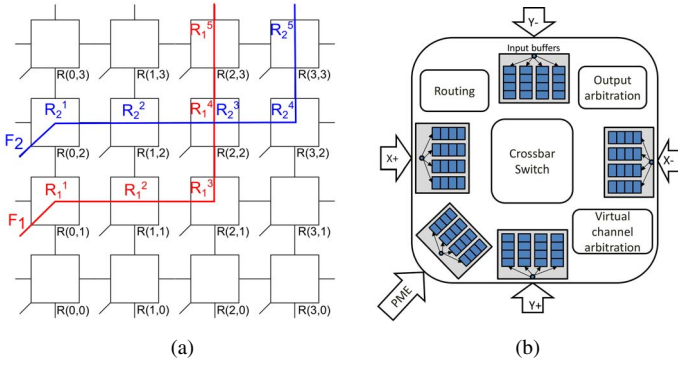 R₁⁵ R₂⁵
R(0,3) R(1,3) R(2,3) R(3,3)
R₂¹ R₂² R₁⁴ R₂³ R₂⁴
F₂
R(0,2) R(1,2) R(2,2) R(3,2)
R₁¹ R₁² R₁³
F₁
R(0,1) R(1,1) R(2,1) R(3,1)
R(0,0) R(1,0) R(2,0) R(3,0)
(a)
Y-
Input buffers
Routing
Output
arbitration
X+
Crossbar
Switch
X-
Virtual
channel
arbitration
PME
Y+
(b)